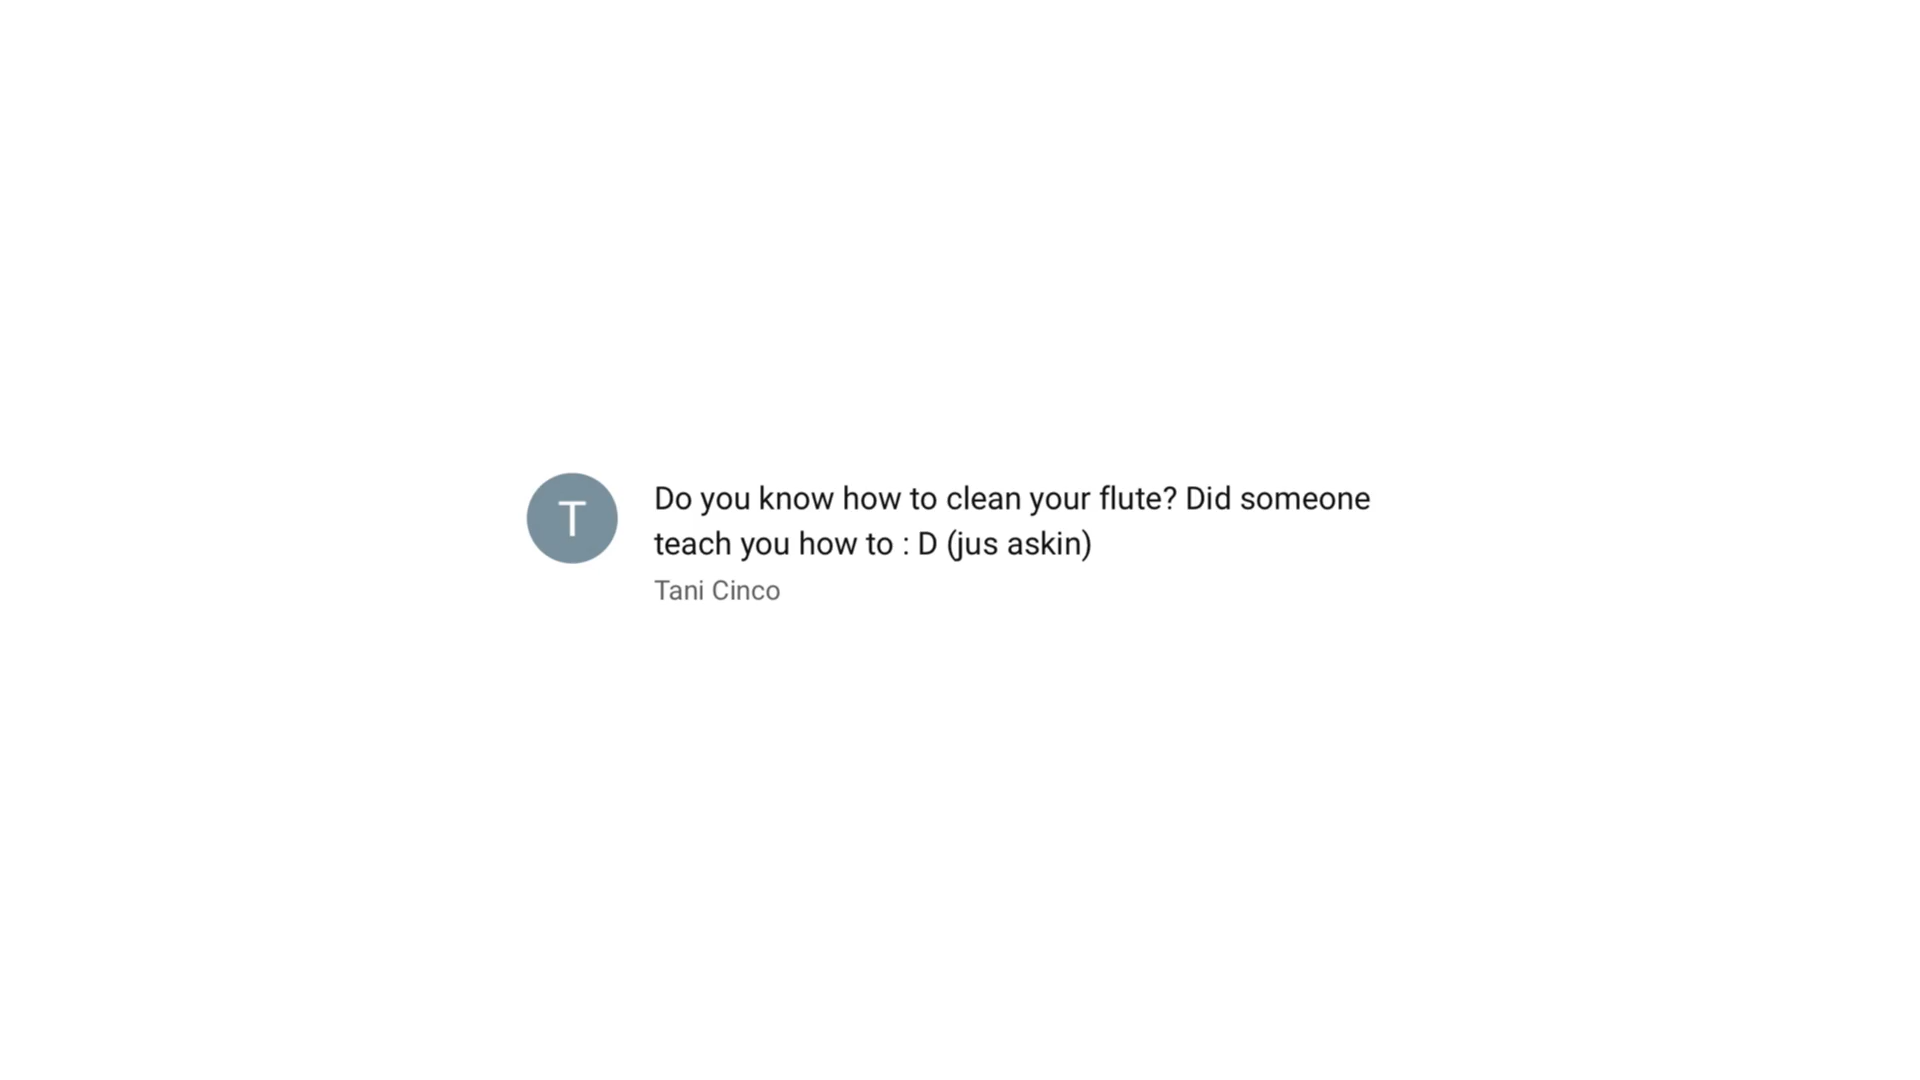 T
Do you know how to clean your flute? Did someone
teach you how to : D (jus askin)
Tani Cinco